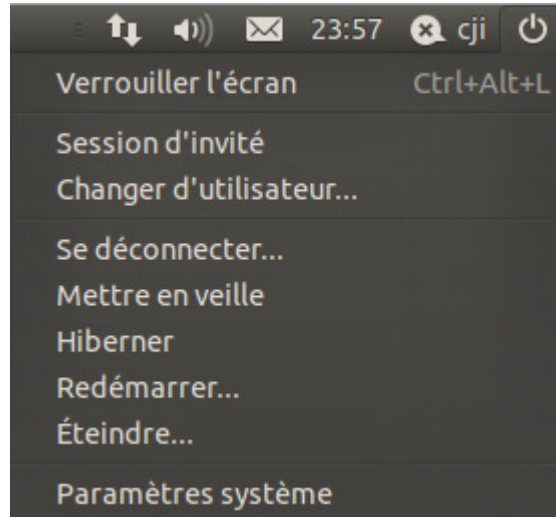 23:57 cji
Verrouiller l'écran Ctrl+Alt+L
Session d'invité
Changer d'utilisateur...
Se déconnecter...
Mettre en veille
Hiberner
Redémarrer...
Éteindre...
Paramètres système